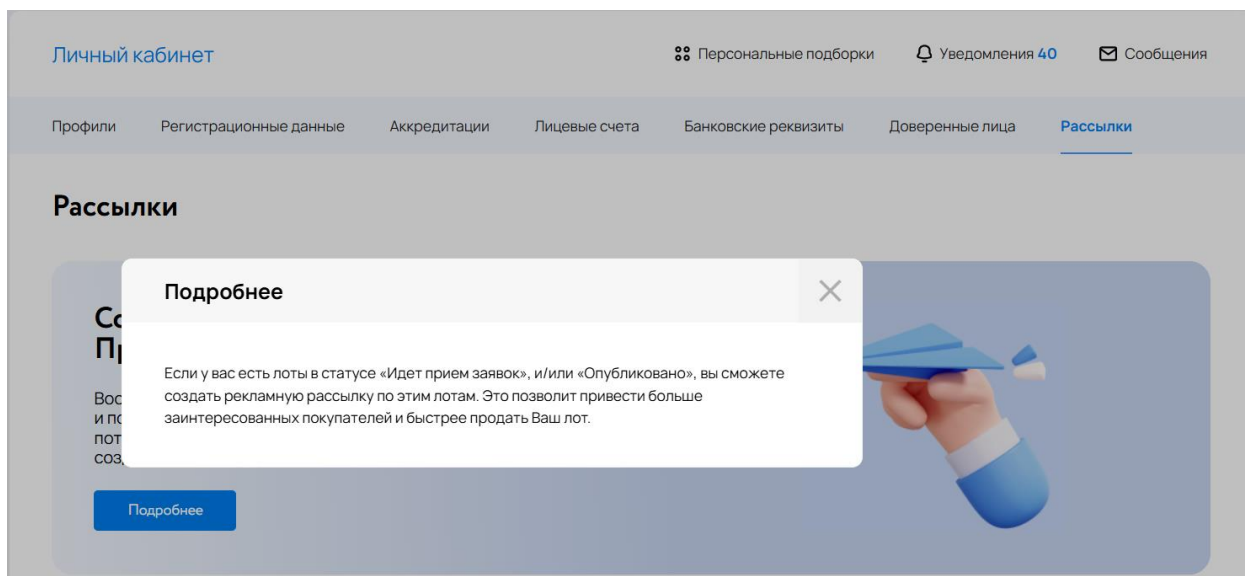 Личный кабинет
Персональные подборки
Уведомления 40
Сообщения
Профили
Регистрационные данные
Аккредитации
Лицевые счета
Банковские реквизиты
Доверенные лица
Рассылки
Рассылки
Подробнее
Если у вас есть лоты в статусе «Идет прием заявок», и/или «Опубликовано», вы сможете
создать рекламную рассылку по этим лотам. Это позволит привести больше
заинтересованных покупателей и быстрее продать Ваш лот.
Подробнее